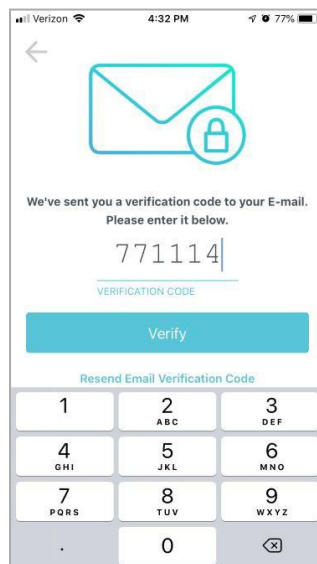 Verizon 4:32 PM 77%
We've sent you a verification code to your E-mail.
Please enter it below.
771114
VERIFICATION CODE
Verify
Resend Email Verification Code
1 2 3
ABC DEF
4 5 6
GHI JKL MNO
7 8 9
PQRS TUV WXYZ
. 0